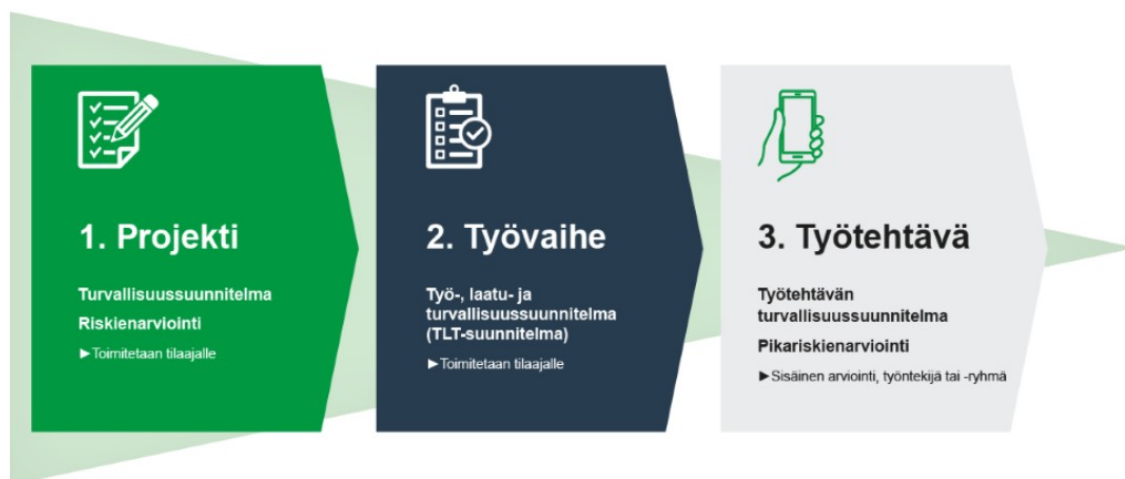 1. Projekti
Turvallisuussuunnitelma
Riskienarviointi
►Toimitetaan tilaajalle
2. Työvaihe
Työ-, laatu- ja
turvallisuussuunnitelma
(TLT-suunnitelma)
►Toimitetaan tilaajalle
3. Työtehtävä
Työtehtävän
turvallisuussuunnitelma
Pikariskienarviointi
►Sisäinen arviointi, työntekijä tai -ryhmä